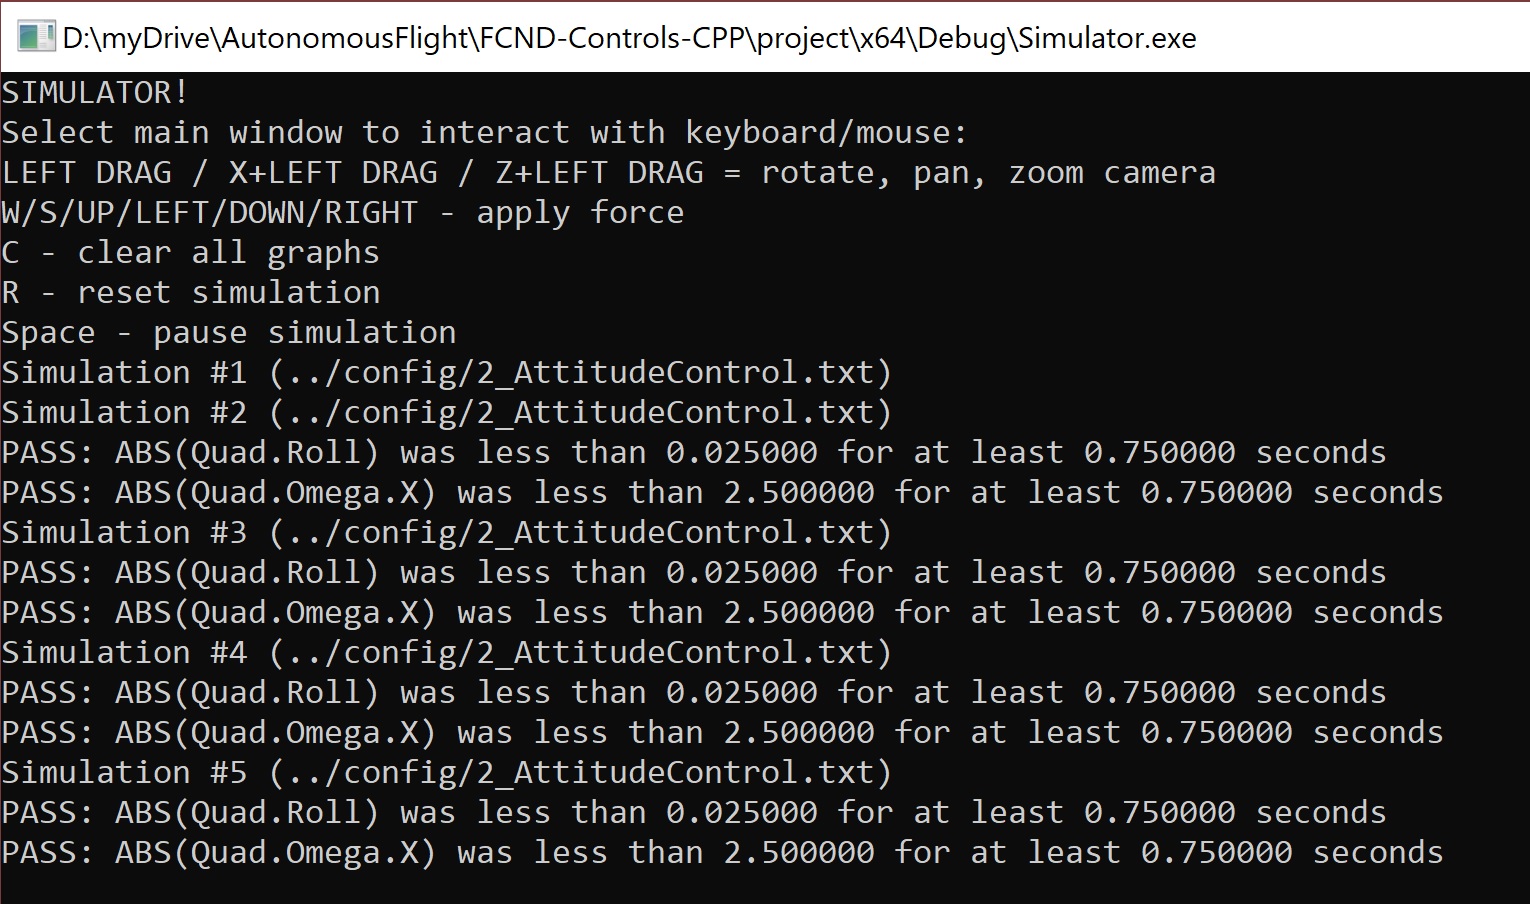 D:\myDrive\AutonomousFlight\FCND-Controls-CPP\project\x64\Debug\Simulator.exe
SIMULATOR!
Select main window to interact with keyboard/mouse:
LEFT DRAG / X+LEFT DRAG / Z+LEFT DRAG = rotate, pan, zoom camera
W/S/UP/LEFT/DOWN/RIGHT - apply force
C - clear all graphs
R - reset simulation
Space - pause simulation
Simulation #1 (../config/2_AttitudeControl.txt)
Simulation #2 (../config/2_AttitudeControl.txt)
PASS: ABS(Quad.Roll) was less than 0.025000 for at least 0.750000 seconds
PASS: ABS(Quad.Omega.X) was less than 2.500000 for at least 0.750000 seconds
Simulation #3 (../config/2_AttitudeControl.txt)
PASS: ABS(Quad.Roll) was less than 0.025000 for at least 0.750000 seconds
PASS: ABS(Quad.Omega.X) was less than 2.500000 for at least 0.750000 seconds
Simulation #4 (../config/2_AttitudeControl.txt)
PASS: ABS(Quad.Roll) was less than 0.025000 for at least 0.750000 seconds
PASS: ABS(Quad.Omega.X) was less than 2.500000 for at least 0.750000 seconds
Simulation #5 (../config/2_AttitudeControl.txt)
PASS: ABS(Quad.Roll) was less than 0.025000 for at least 0.750000 seconds
PASS: ABS(Quad.Omega.X) was less than 2.500000 for at least 0.750000 seconds